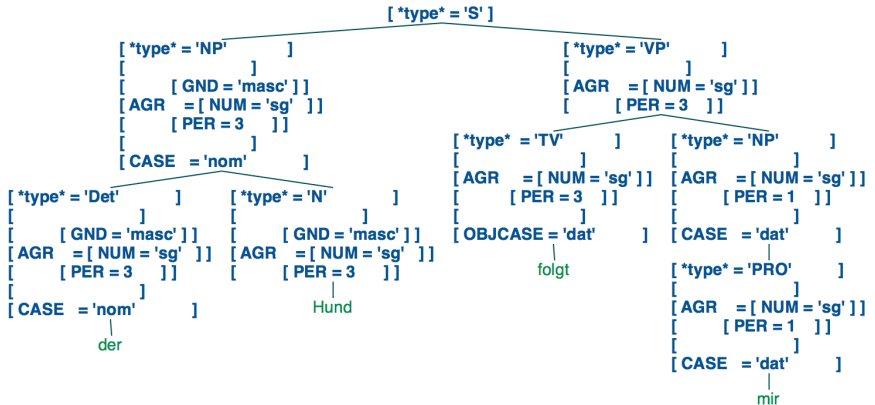 [ *type* = 'S' ]
[ *type* = 'NP' ]
[ ]
[ [ GND = 'masc' ] ]
[ AGR = [ NUM = 'sg' ] ]
[ [ PER = 3 ] ]
[ ]
[ CASE = 'nom' ]
[ *type* = 'VP' ]
[ ]
[ AGR = [ NUM = 'sg' ] ]
[ [ PER = 3 ] ]
[ *type* = 'Det' ]
[ ]
[ [ GND = 'masc' ] ]
[ AGR = [ NUM = 'sg' ] ]
[ [ PER = 3 ] ]
[ ]
[ CASE = 'nom' ]
der
[ *type* = 'N' ]
[ ]
[ [ GND = 'masc' ] ]
[ AGR = [ NUM = 'sg' ] ]
[ [ PER = 3 ] ]
Hund
[ *type* = 'TV' ]
[ ]
[ AGR = [ NUM = 'sg' ] ]
[ [ PER = 3 ] ]
[ ]
[ OBJCASE = 'dat' ]
folgt
[ *type* = 'NP' ]
[ ]
[ AGR = [ NUM = 'sg' ] ]
[ [ PER = 1 ] ]
[ ]
[ CASE = 'dat' ]
[ *type* = 'PRO' ]
[ ]
[ AGR = [ NUM = 'sg' ] ]
[ [ PER = 1 ] ]
[ ]
[ CASE = 'dat' ]
mir